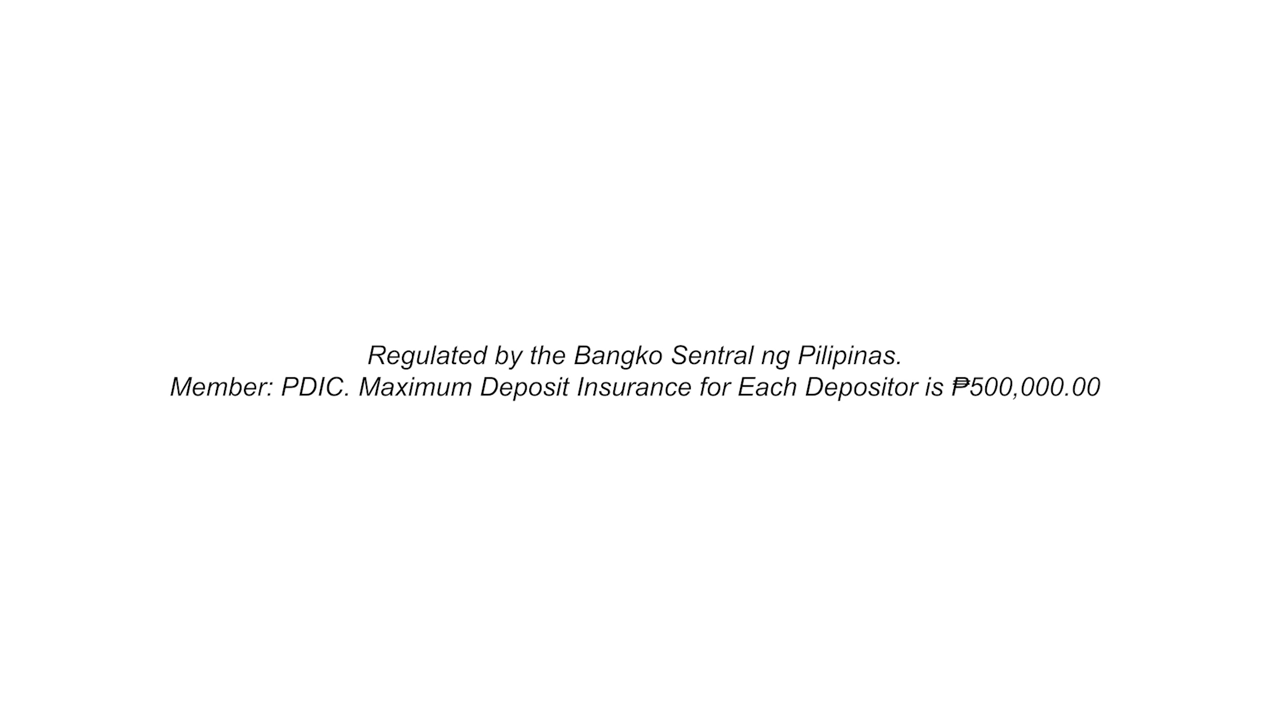 Regulated by the Bangko Sentral ng Pilipinas.
Member: PDIC. Maximum Deposit Insurance for Each Depositor is ₱500,000.00